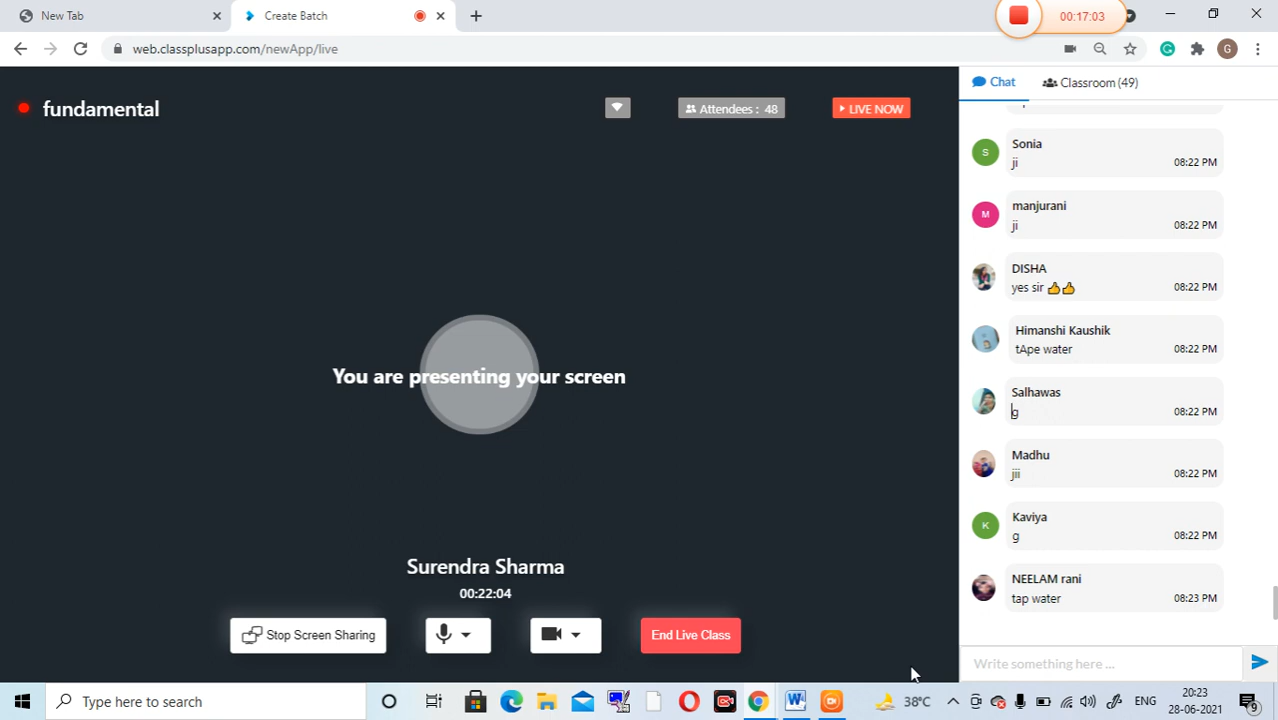 New Tab
Create Batch
00:17:03
web.classplusapp.com/newApp/live
G
fundamental
Attendees : 48
LIVE NOW
Chat
Classroom (49)
S
Sonia
ji
08:22 PM
M
manjurani
ji
08:22 PM
DISHA
yes sir 👍👍
08:22 PM
Himanshi Kaushik
tApe water
08:22 PM
Salhawas
g
08:22 PM
Madhu
jii
08:22 PM
K
Kaviya
g
08:22 PM
NEELAM rani
tap water
08:23 PM
You are presenting your screen
Surendra Sharma
00:22:04
Stop Screen Sharing
End Live Class
Write something here ...
Type here to search
38°C
ENG
20:23
28-06-2021
9